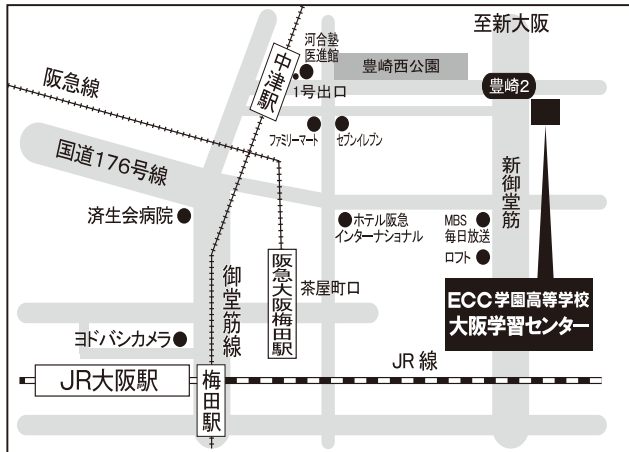 至新大阪
河合塾
医進館
豊崎西公園
阪急線
中津駅
1号出口
豊崎2
ファミリーマート
セブンイレブン
国道176号線
新御堂筋
済生会病院
ホテル阪急
インターナショナル
MBS
毎日放送
ロフト
御堂筋線
阪急大阪梅田駅
茶屋町口
ECC学園高等学校
大阪学習センター
ヨドバシカメラ
JR線
JR大阪駅
梅田駅